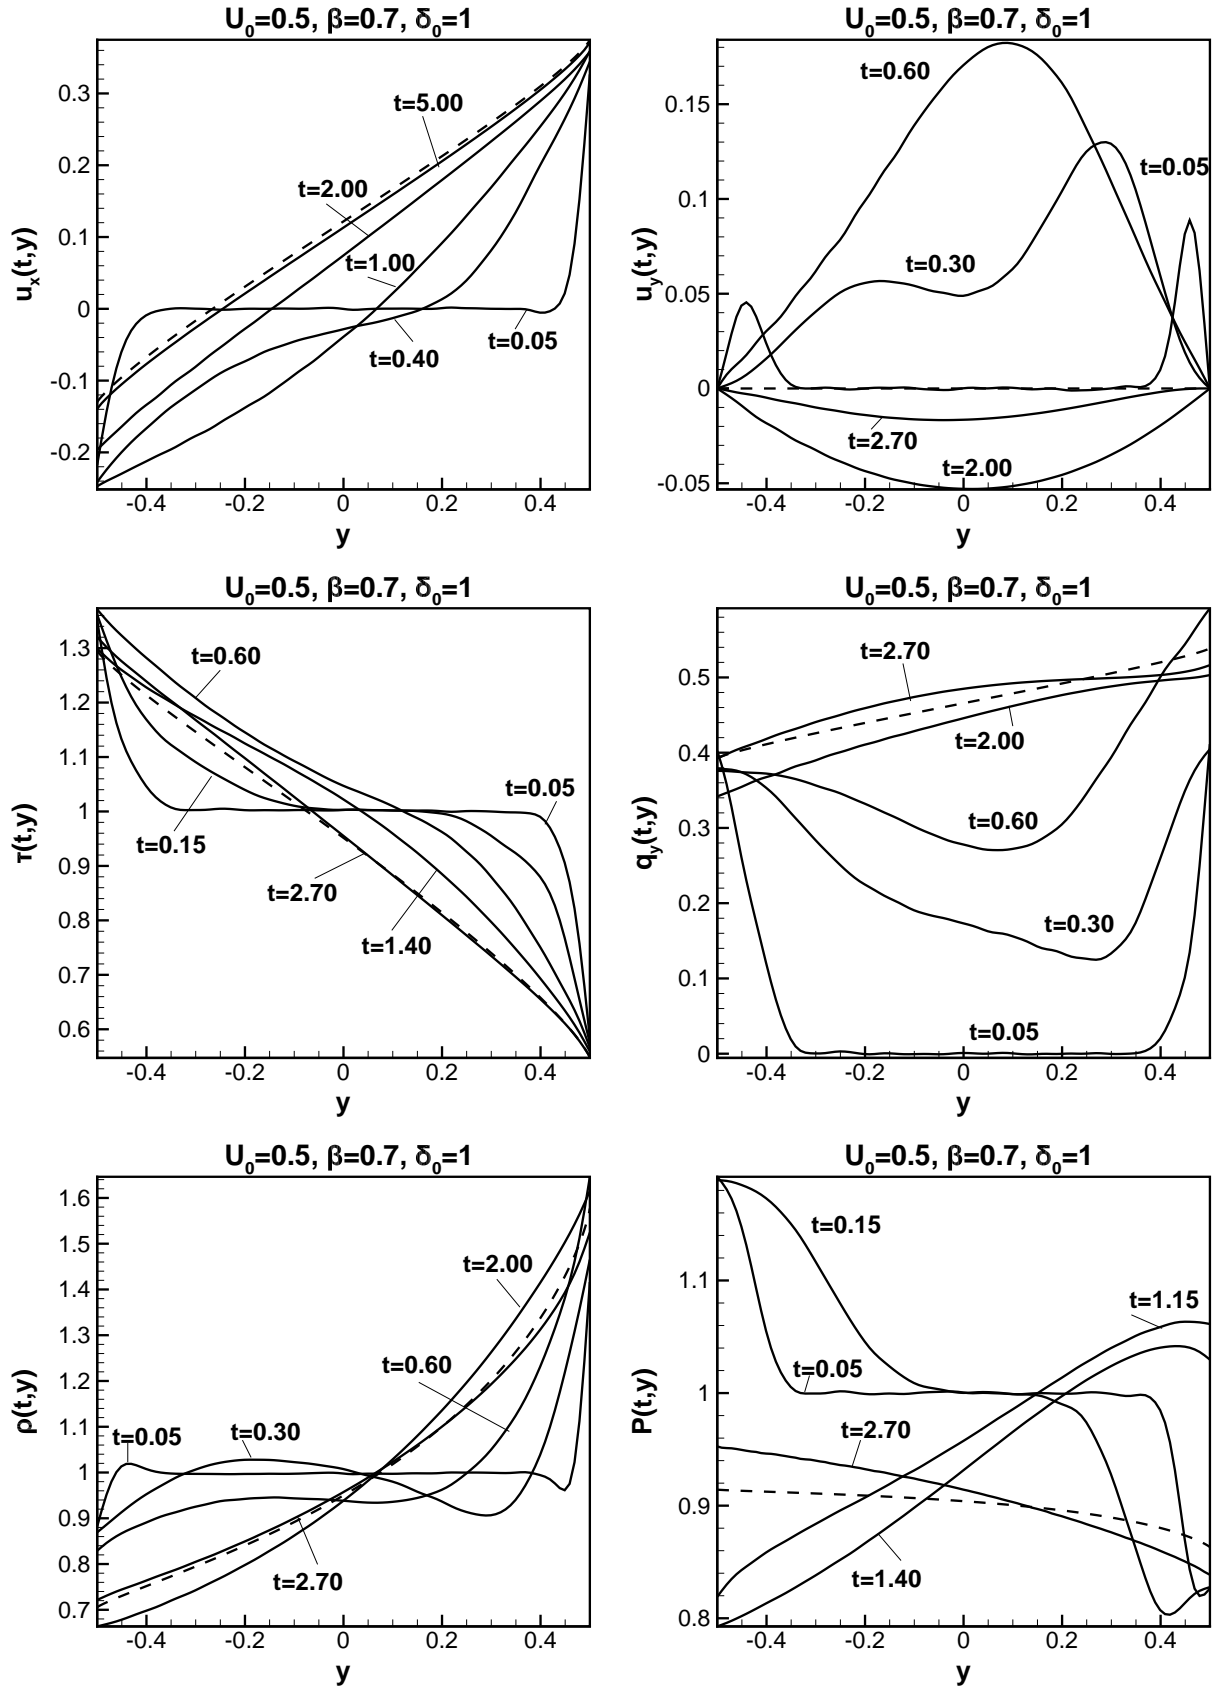 U₀=0.5, β=0.7, δ₀=1
uₓ(t,y)
0.3
0.2
0.1
0
-0.1
-0.2
t=5.00
t=2.00
t=1.00
t=0.40
t=0.05
-0.4
-0.2
0
0.2
0.4
y
U₀=0.5, β=0.7, δ₀=1
u_y(t,y)
0.15
0.1
0.05
0
-0.05
t=0.60
t=0.05
t=0.30
t=2.70
t=2.00
-0.4
-0.2
0
0.2
0.4
y
U₀=0.5, β=0.7, δ₀=1
τ(t,y)
1.3
1.2
1.1
1
0.9
0.8
0.7
0.6
t=0.60
t=0.05
t=0.15
t=2.70
t=1.40
-0.4
-0.2
0
0.2
0.4
y
U₀=0.5, β=0.7, δ₀=1
q_y(t,y)
0.5
0.4
0.3
0.2
0.1
0
t=2.70
t=2.00
t=0.60
t=0.30
t=0.05
-0.4
-0.2
0
0.2
0.4
y
U₀=0.5, β=0.7, δ₀=1
ρ(t,y)
1.6
1.5
1.4
1.3
1.2
1.1
1
0.9
0.8
0.7
t=2.00
t=0.60
t=0.05
t=0.30
t=2.70
-0.4
-0.2
0
0.2
0.4
y
U₀=0.5, β=0.7, δ₀=1
P(t,y)
1.1
1
0.9
0.8
t=0.15
t=1.15
t=0.05
t=2.70
t=1.40
-0.4
-0.2
0
0.2
0.4
y